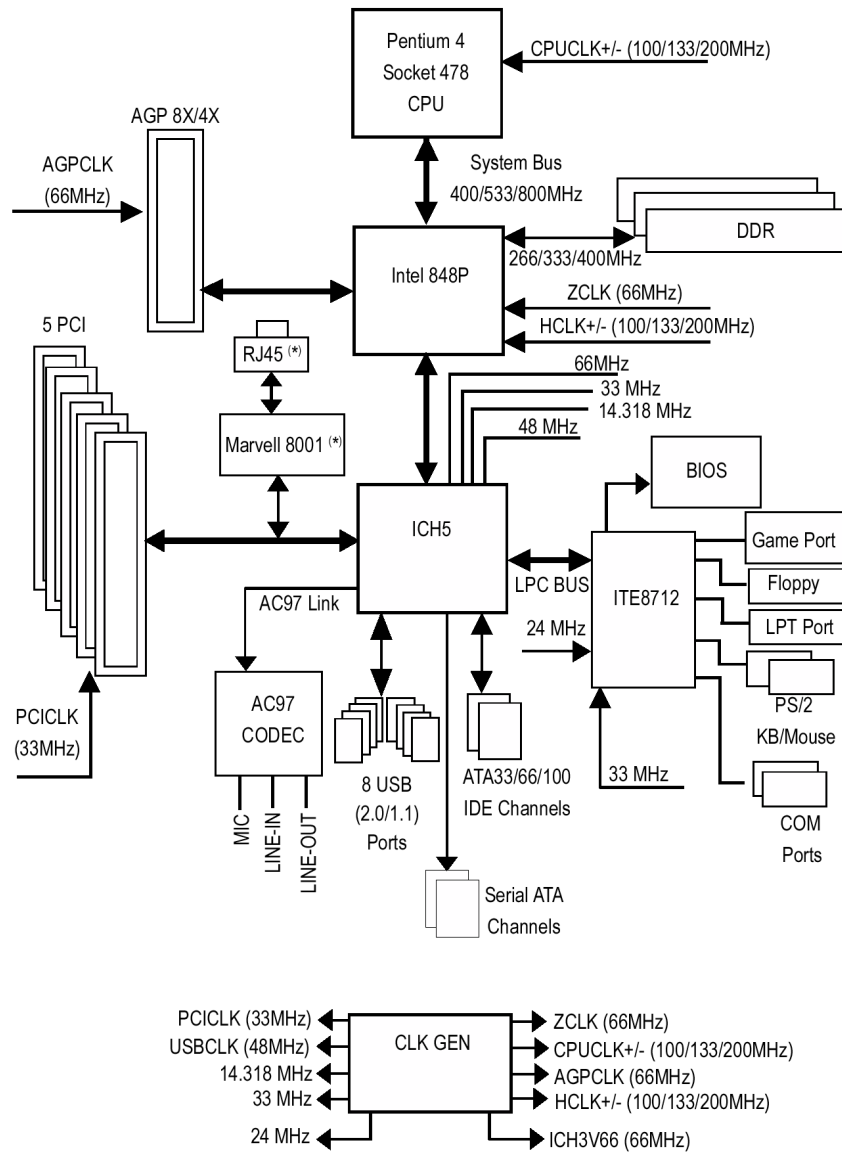 Pentium 4
Socket 478
CPU
CPUCLK+/- (100/133/200MHz)
AGP 8X/4X
AGPCLK
(66MHz)
System Bus
400/533/800MHz
DDR
266/333/400MHz
Intel 848P
ZCLK (66MHz)
HCLK+/- (100/133/200MHz)
5 PCI
RJ45 (*)
66MHz
33 MHz
14.318 MHz
48 MHz
Marvell 8001 (*)
BIOS
ICH5
Game Port
LPC BUS
ITE8712
Floppy
AC97 Link
24 MHz
LPT Port
PCICLK
(33MHz)
AC97
CODEC
PS/2
KB/Mouse
33 MHz
8 USB
(2.0/1.1)
Ports
ATA33/66/100
IDE Channels
MIC
LINE-IN
LINE-OUT
COM
Ports
Serial ATA
Channels
CLK GEN
PCICLK (33MHz)
USBCLK (48MHz)
14.318 MHz
33 MHz
24 MHz
ZCLK (66MHz)
CPUCLK+/- (100/133/200MHz)
AGPCLK (66MHz)
HCLK+/- (100/133/200MHz)
ICH3V66 (66MHz)